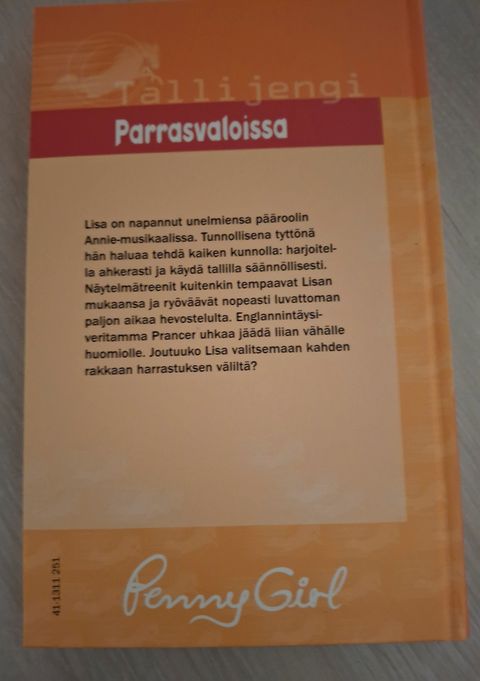 Tallijengi
Parrasvaloissa
Lisa on napannut unelmiensa pääroolin
Annie-musikaalissa. Tunnollisena tyttönä
hän haluaa tehdä kaiken kunnolla: harjoitel-
la ahkerasti ja käydä tallilla säännöllisesti.
Näytelmätreenit kuitenkin tempaavat Lisan
mukaansa ja ryöväävät nopeasti luvattoman
paljon aikaa hevostelulta. Englannintäysi-
veritamma Prancer uhkaa jäädä liian vähälle
huomiolle. Joutuuko Lisa valitsemaan kahden
rakkaan harrastuksen väliltä?
41-1311 251
Penny Girl